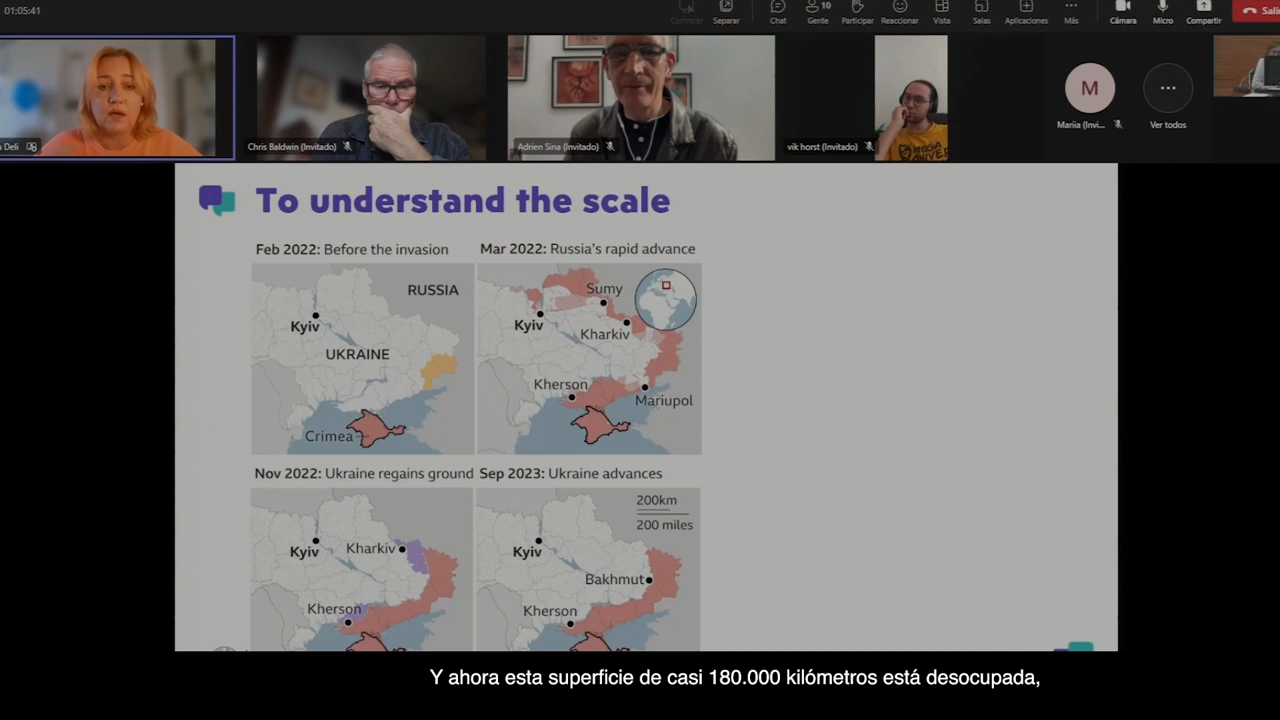 01:05:41
Controlar
Separar
Chat
10
Gente
Participar
Reaccionar
Vista
Salas
Aplicaciones
Más
Cámara
Micro
Compartir
Deli
Chris Baldwin (Invitado)
Adrien Sina (Invitado)
vik horst (Invitado)
M
Mariia (Invi...
Ver todos
To understand the scale
Feb 2022: Before the invasion
RUSSIA
Kyiv
UKRAINE
Crimea
Mar 2022: Russia's rapid advance
Sumy
Kyiv
Kharkiv
Kherson
Mariupol
Nov 2022: Ukraine regains ground
Kyiv
Kharkiv
Kherson
Sep 2023: Ukraine advances
200km
200 miles
Kyiv
Bakhmut
Kherson
Y ahora esta superficie de casi 180.000 kilómetros está desocupada,